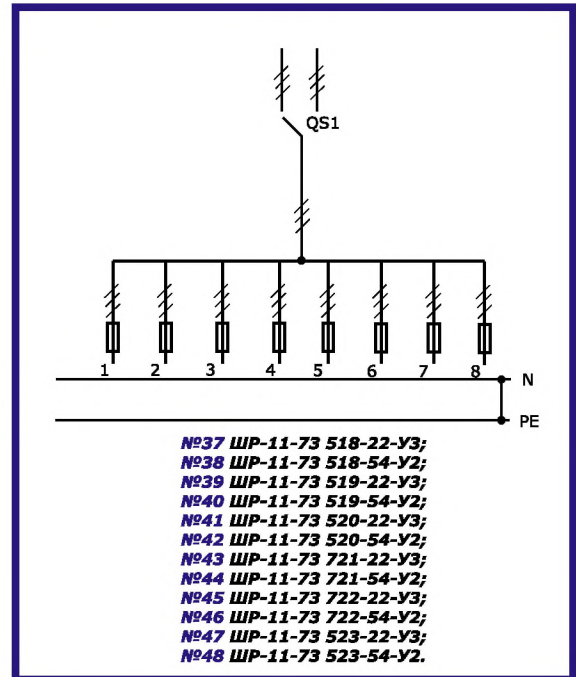 QS1
1 2 3 4 5 6 7 8
N
PE
№37 ШР-11-73 518-22-У3;
№38 ШР-11-73 518-54-У2;
№39 ШР-11-73 519-22-У3;
№40 ШР-11-73 519-54-У2;
№41 ШР-11-73 520-22-У3;
№42 ШР-11-73 520-54-У2;
№43 ШР-11-73 721-22-У3;
№44 ШР-11-73 721-54-У2;
№45 ШР-11-73 722-22-У3;
№46 ШР-11-73 722-54-У2;
№47 ШР-11-73 523-22-У3;
№48 ШР-11-73 523-54-У2.